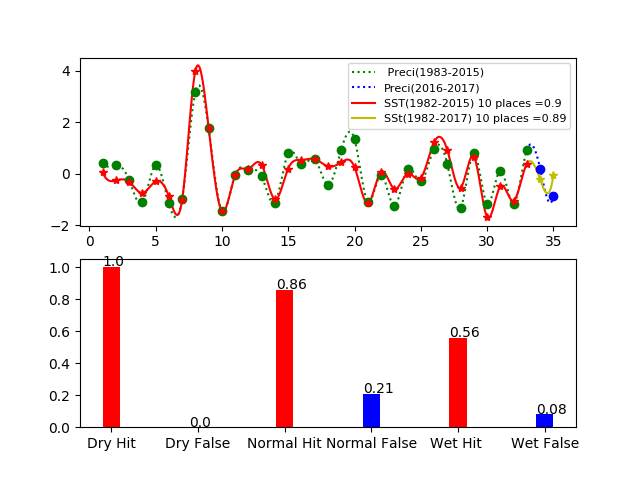 4
2
0
−2
Preci(1983-2015)
Preci(2016-2017)
SST(1982-2015) 10 places =0.9
SSt(1982-2017) 10 places =0.89
0 5 10 15 20 25 30 35
1.0
0.8
0.6
0.4
0.2
0.0
1.0
0.0
0.86
0.21
0.56
0.08
Dry Hit Dry False Normal Hit Normal False Wet Hit Wet False